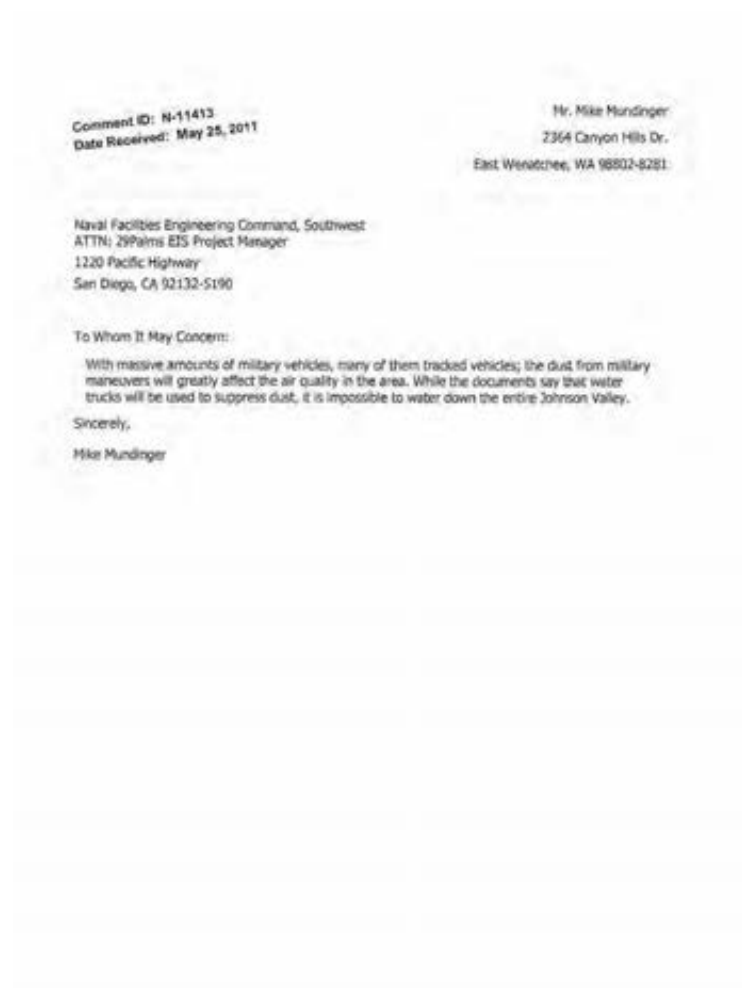 Comment ID: N-11413
Date Received: May 25, 2011
Mr. Mike Mundinger
2364 Canyon Hills Dr.
East Wenatchee, WA 98802-8281
Naval Facilities Engineering Command, Southwest
ATTN: 29Palms EIS Project Manager
1220 Pacific Highway
San Diego, CA 92132-5190
To Whom It May Concern:
With massive amounts of military vehicles, many of them tracked vehicles; the dust from military
maneuvers will greatly affect the air quality in the area. While the documents say that water
trucks will be used to suppress dust, it is impossible to water down the entire Johnson Valley.
Sincerely,
Mike Mundinger